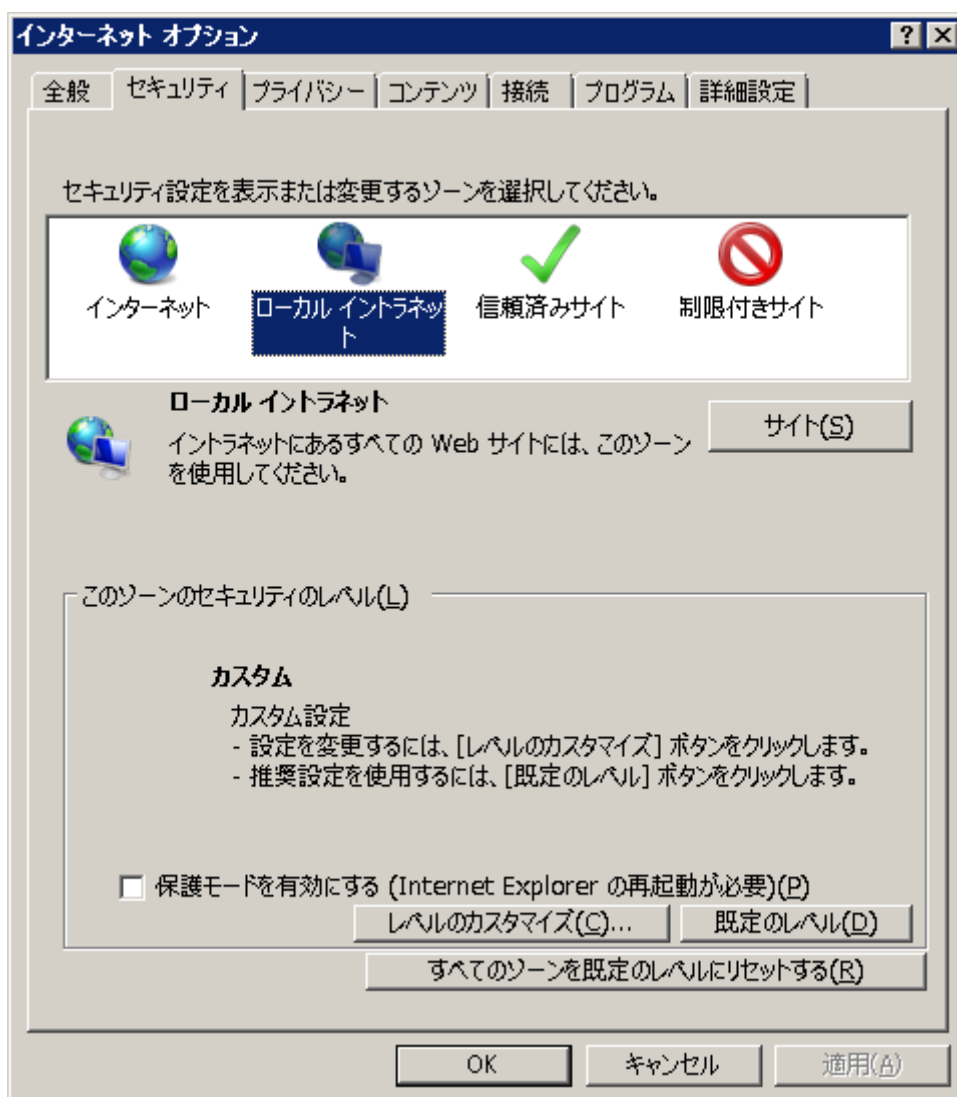 インターネット オプション
全般 セキュリティ プライバシー コンテンツ 接続 プログラム 詳細設定
セキュリティ設定を表示または変更するゾーンを選択してください。
インターネット
ローカル イントラネッ
ト
信頼済みサイト
制限付きサイト
ローカル イントラネット
イントラネットにあるすべての Web サイトには、このゾーン
を使用してください。
サイト(S)
このゾーンのセキュリティのレベル(L)
カスタム
カスタム設定
- 設定を変更するには、[レベルのカスタマイズ] ボタンをクリックします。
- 推奨設定を使用するには、[既定のレベル] ボタンをクリックします。
保護モードを有効にする (Internet Explorer の再起動が必要)(P)
レベルのカスタマイズ(C)... 既定のレベル(D)
すべてのゾーンを既定のレベルにリセットする(R)
OK キャンセル 適用(A)